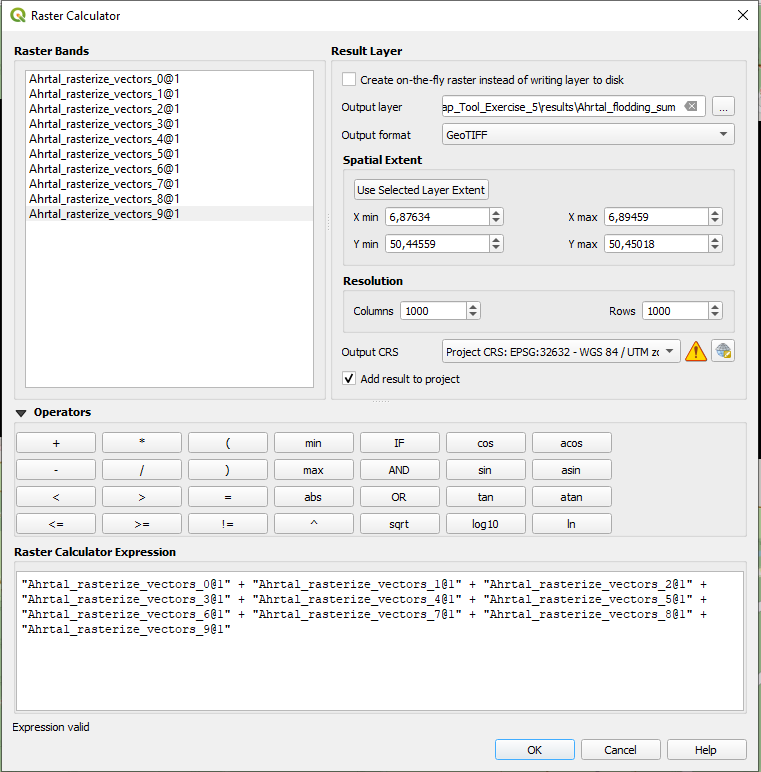 Raster Calculator
Raster Bands
Ahrtal_rasterize_vectors_0@1
Ahrtal_rasterize_vectors_1@1
Ahrtal_rasterize_vectors_2@1
Ahrtal_rasterize_vectors_3@1
Ahrtal_rasterize_vectors_4@1
Ahrtal_rasterize_vectors_5@1
Ahrtal_rasterize_vectors_6@1
Ahrtal_rasterize_vectors_7@1
Ahrtal_rasterize_vectors_8@1
Ahrtal_rasterize_vectors_9@1
Result Layer
Create on-the-fly raster instead of writing layer to disk
Output layer ap_Tool_Exercise_5\results\Ahrtal_flodding_sum ...
Output format GeoTIFF
Spatial Extent
Use Selected Layer Extent
X min 6,87634 X max 6,89459
Y min 50,44559 Y max 50,45018
Resolution
Columns 1000 Rows 1000
Output CRS Project CRS: EPSG:32632 - WGS 84 / UTM zc
Add result to project
Operators
+ * ( min IF cos acos
- / ) max AND sin asin
< > = abs OR tan atan
<= >= != ^ sqrt log10 ln
Raster Calculator Expression
"Ahrtal_rasterize_vectors_0@1" + "Ahrtal_rasterize_vectors_1@1" + "Ahrtal_rasterize_vectors_2@1" +
"Ahrtal_rasterize_vectors_3@1" + "Ahrtal_rasterize_vectors_4@1" + "Ahrtal_rasterize_vectors_5@1" +
"Ahrtal_rasterize_vectors_6@1" + "Ahrtal_rasterize_vectors_7@1" + "Ahrtal_rasterize_vectors_8@1" +
"Ahrtal_rasterize_vectors_9@1"
Expression valid
OK Cancel Help